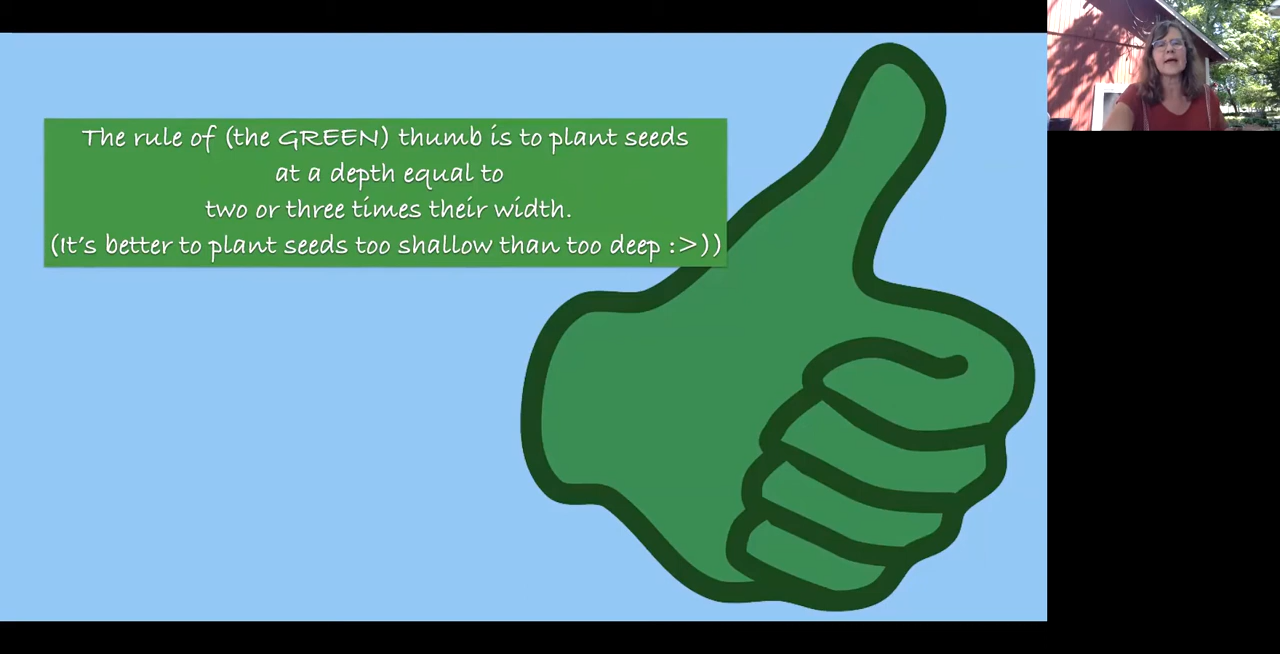 The rule of (the GREEN) thumb is to plant seeds
at a depth equal to
two or three times their width.
(It's better to plant seeds too shallow than too deep :>))